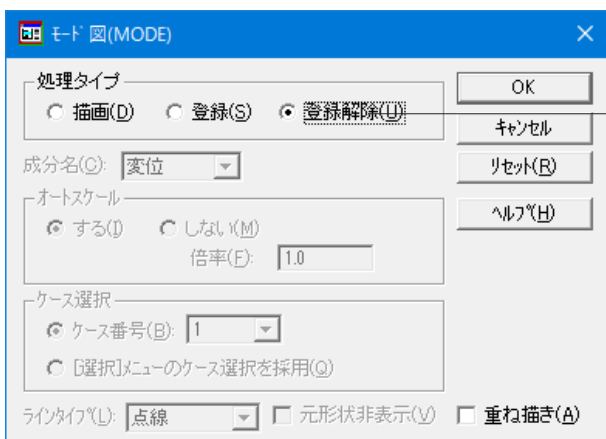 ﾓｰﾄﾞ図(MODE)
処理タイプ
描画(D) 登録(S) 登録解除(U)
OK
キャンセル
成分名(C): 変位
リセット(R)
オートスケール
する(I) しない(M)
ヘルプ(H)
倍率(F): 1.0
ケース選択
ケース番号(B): 1
[選択]メニューのケース選択を採用(Q)
ラインタイプ(L): 点線 元形状非表示(V) 重ね描き(A)